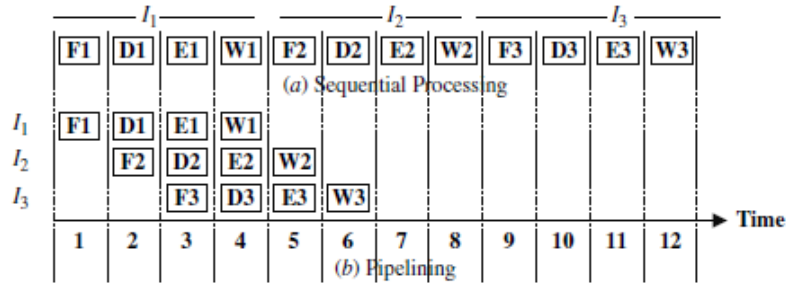 I1 I2 I3
F1 D1 E1 W1 F2 D2 E2 W2 F3 D3 E3 W3
(a) Sequential Processing
I1 F1 D1 E1 W1
I2 F2 D2 E2 W2
I3 F3 D3 E3 W3
Time
1 2 3 4 5 6 7 8 9 10 11 12
(b) Pipelining